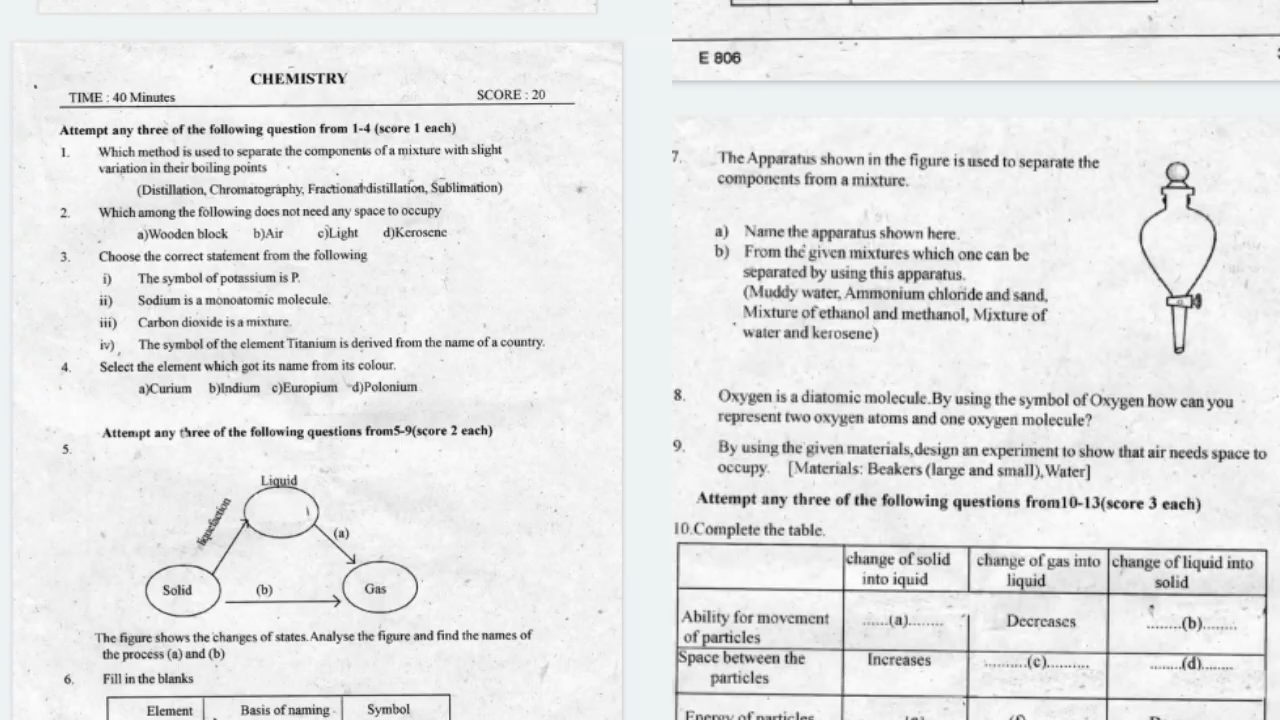 CHEMISTRY
TIME : 40 Minutes
SCORE : 20
Attempt any three of the following question from 1-4 (score 1 each)
1. Which method is used to separate the components of a mixture with slight
variation in their boiling points
(Distillation, Chromatography, Fractional distillation, Sublimation)
2. Which among the following does not need any space to occupy
a)Wooden block b)Air c)Light d)Kerosene
3. Choose the correct statement from the following
i) The symbol of potassium is P.
ii) Sodium is a monoatomic molecule.
iii) Carbon dioxide is a mixture.
iv) The symbol of the element Titanium is derived from the name of a country.
4. Select the element which got its name from its colour.
a)Curium b)Indium c)Europium d)Polonium
Attempt any three of the following questions from5-9(score 2 each)
5.
Liquid
liquefaction
(a)
Solid
(b)
Gas
The figure shows the changes of states. Analyse the figure and find the names of
the process (a) and (b)
6. Fill in the blanks
Element Basis of naming Symbol
E 806
7. The Apparatus shown in the figure is used to separate the
components from a mixture.
a) Name the apparatus shown here.
b) From the given mixtures which one can be
separated by using this apparatus.
(Muddy water, Ammonium chloride and sand,
Mixture of ethanol and methanol, Mixture of
water and kerosene)
8. Oxygen is a diatomic molecule.By using the symbol of Oxygen how can you
represent two oxygen atoms and one oxygen molecule?
9. By using the given materials,design an experiment to show that air needs space to
occupy. [Materials: Beakers (large and small),Water]
Attempt any three of the following questions from10-13(score 3 each)
10.Complete the table.
change of solid
into iquid
change of gas into
liquid
change of liquid into
solid
Ability for movement
of particles
......(a)........
Decreases
........(b)........
Space between the
particles
Increases
..........(c)..........
........(d)........
Energy of particles